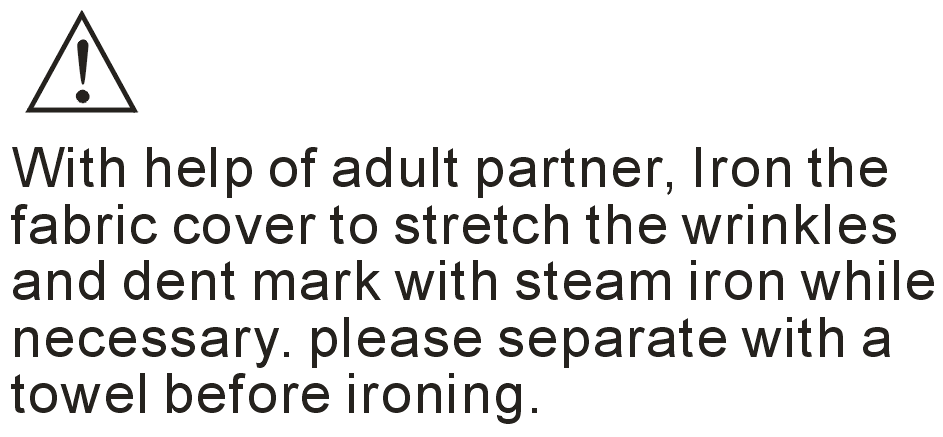 With help of adult partner, Iron the
fabric cover to stretch the wrinkles
and dent mark with steam iron while
necessary. please separate with a
towel before ironing.